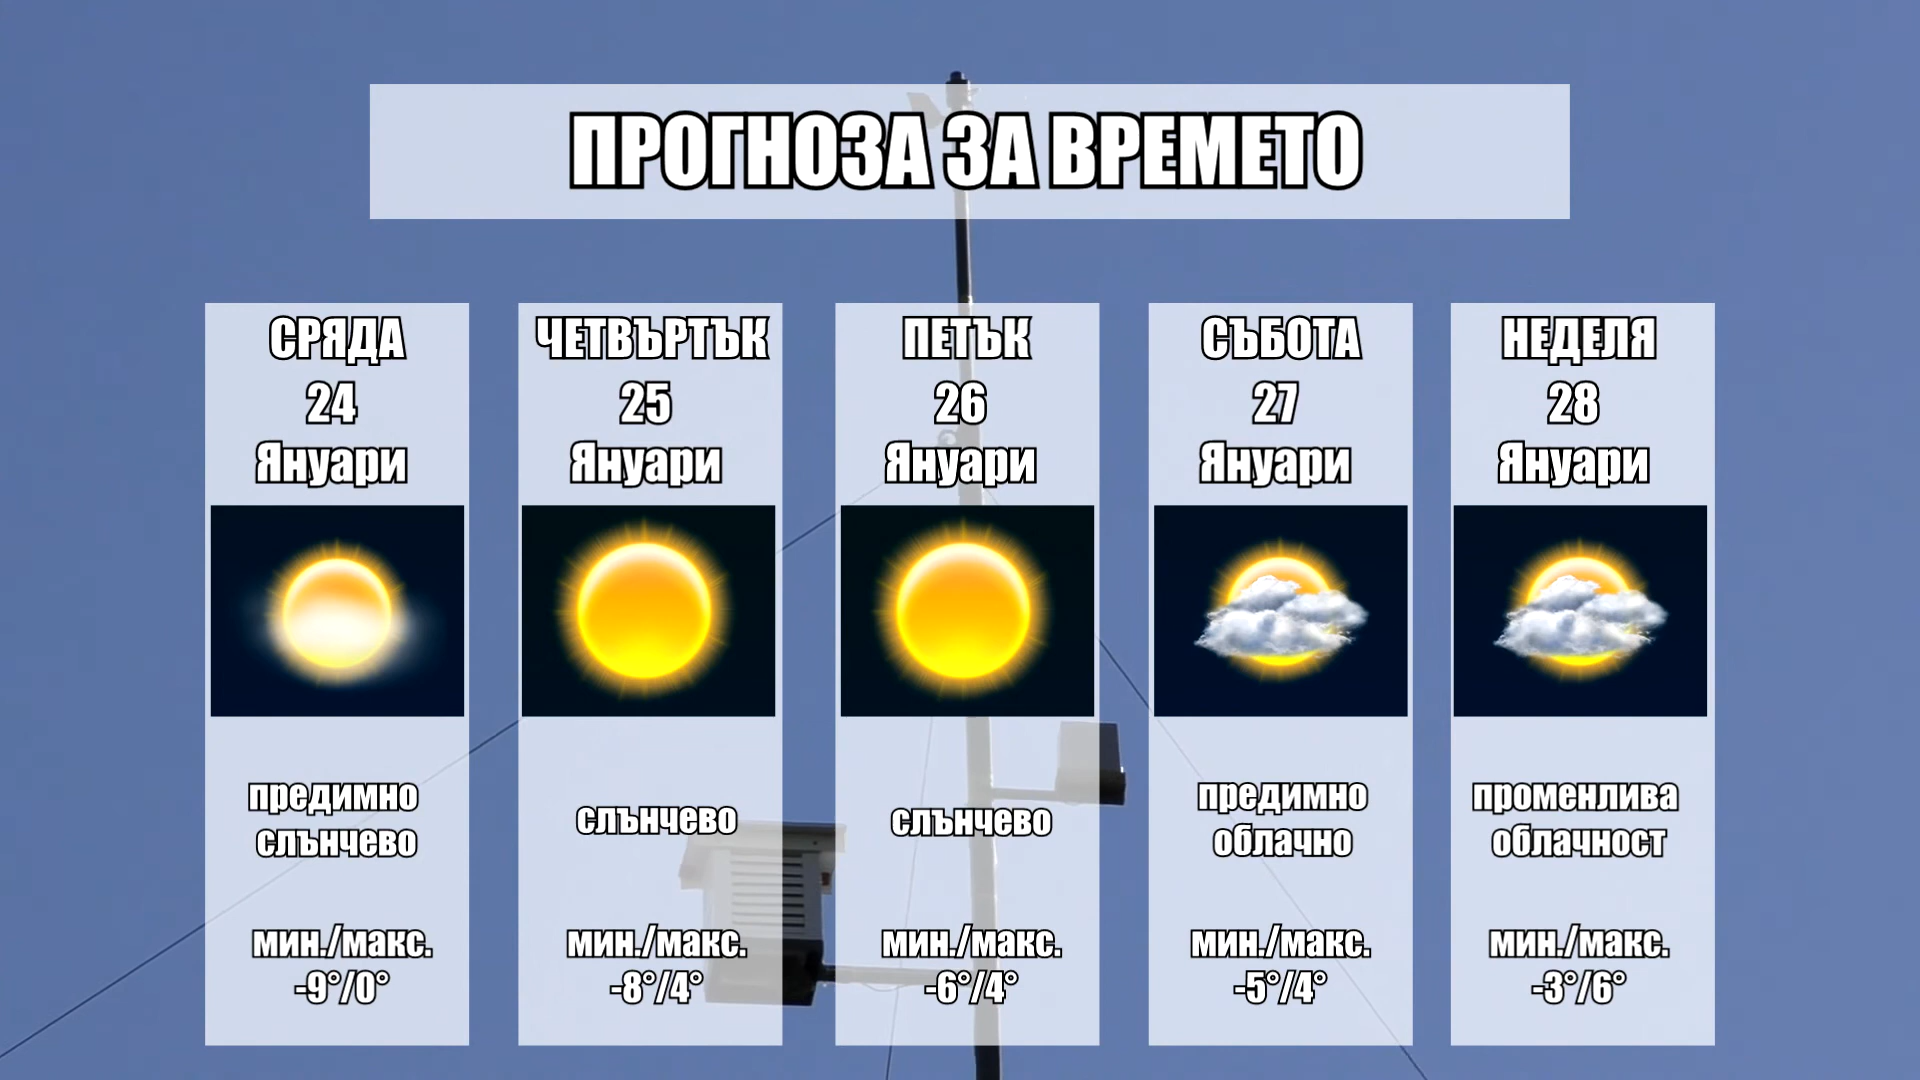 ПРОГНОЗА ЗА ВРЕМЕТО
СРЯДА
24
Януари
предимно
слънчево
мин./макс.
-9°/0°
ЧЕТВЪРТЪК
25
Януари
слънчево
мин./макс.
-8°/4°
ПЕТЪК
26
Януари
слънчево
мин./макс.
-6°/4°
СЪБОТА
27
Януари
предимно
облачно
мин./макс.
-5°/4°
НЕДЕЛЯ
28
Януари
променлива
облачност
мин./макс.
-3°/6°